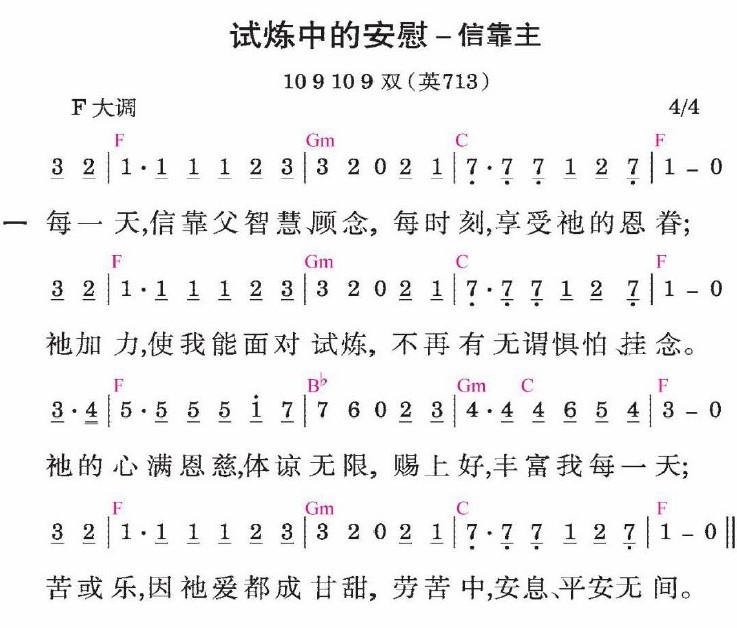 试炼中的安慰－信靠主
10 9 10 9 双(英713)
F 大调 4/4
F Gm C F
3 2 | 1 · 1 1 1 2 3 | 3 2 0 2 1 | 7 · 7 7 1 2 7 | 1 – 0
一 每一 天,信靠父智慧顾念, 每时刻,享受祂的恩眷;
F Gm C F
3 2 | 1 · 1 1 1 2 3 | 3 2 0 2 1 | 7 · 7 7 1 2 7 | 1 – 0
祂加 力,使我能面对 试炼, 不再有无谓惧怕、挂念。
F B♭ Gm C F
3 · 4 | 5 · 5 5 5 i 7 | 7 6 0 2 3 | 4 · 4 4 6 5 4 | 3 – 0
祂的 心满恩慈,体谅无限, 赐上好,丰富我每一天;
F Gm C F
3 2 | 1 · 1 1 1 2 3 | 3 2 0 2 1 | 7 · 7 7 1 2 7 | 1 – 0 ‖
苦或乐,因祂爱都成甘甜, 劳苦中,安息、平安无间。